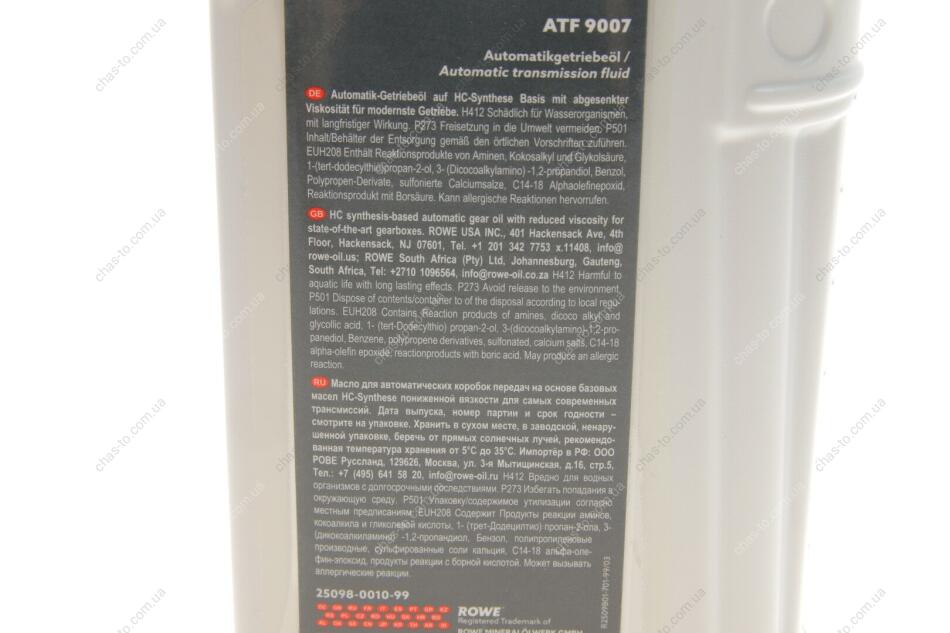 ATF 9007
Automatikgetriebeöl /
Automatic transmission fluid
DE Automatik-Getriebeöl auf HC-Synthese Basis mit abgesenkter
Viskosität für modernste Getriebe. H412 Schädlich für Wasserorganismen,
mit langfristiger Wirkung. P273 Freisetzung in die Umwelt vermeiden. P501
Inhalt/Behälter der Entsorgung gemäß den örtlichen Vorschriften zuführen.
EUH208 Enthält Reaktionsprodukte von Aminen, Kokosalkyl und Glykolsäure,
1-(tert-dodecylthio)propan-2-ol, 3- (Dicocoalkylamino) -1,2-propandiol, Benzol,
Polypropen-Derivate, sulfonierte Calciumsalze, C14-18 Alphaolefinepoxid,
Reaktionsprodukt mit Borsäure. Kann allergische Reaktionen hervorrufen.
GB HC synthesis-based automatic gear oil with reduced viscosity for
state-of-the-art gearboxes. ROWE USA INC., 401 Hackensack Ave, 4th
Floor, Hackensack, NJ 07601, Tel. +1 201 342 7753 x.11408, info@
rowe-oil.us; ROWE South Africa (Pty) Ltd, Johannesburg, Gauteng,
South Africa, Tel: +2710 1096564, info@rowe-oil.co.za H412 Harmful to
aquatic life with long lasting effects. P273 Avoid release to the environment.
P501 Dispose of contents/container to of the disposal according to local regu-
lations. EUH208 Contains Reaction products of amines, dicoco alkyl and
glycollic acid, 1- (tert-Dodecylthio) propan-2-ol, 3-(dicocoalkylamino)-1,2-pro-
panediol, Benzene, polypropene derivatives, sulfonated, calcium salts, C14-18
alpha-olefin epoxide, reactionproducts with boric acid. May produce an allergic
reaction.
RU Масло для автоматических коробок передач на основе базовых
масел HC-Synthese пониженной вязкости для самых современных
трансмиссий. Дата выпуска, номер партии и срок годности –
смотрите на упаковке. Хранить в сухом месте, в заводской, ненару-
шенной упаковке, беречь от прямых солнечных лучей, рекомендо-
ванная температура хранения от 5°C до 35°C. Импортёр в РФ: ООО
РОВЕ Руссланд, 129626, Москва, ул. 3-я Мытищинская, д.16, стр.5,
Тел.: +7 (495) 641 58 20, info@rowe-oil.ru H412 Вредно для водных
организмов с долгосрочными последствиями. P273 Избегать попадания в
окружающую среду. P501 Упаковку/содержимое утилизации согласно
местным предписаниям. EUH208 Содержит Продукты реакции аминов,
кокоалкила и гликолевой кислоты, 1- (трет-Додецилтио) пропан-2-ола, 3-
(дикокоалкиламино) -1,2-пропандиол, Бензол, полипропиленовые
производные, сульфированные соли кальция, C14-18 альфа-оле-
фин-эпоксид, продукты реакции с борной кислотой. Может вызывать
аллергические реакции.
25098-0010-99
ROWE
Registered Trademark of
ROWE MINERALÖLWERK GMBH
R2509801-701-99/03
chas-to.com.ua